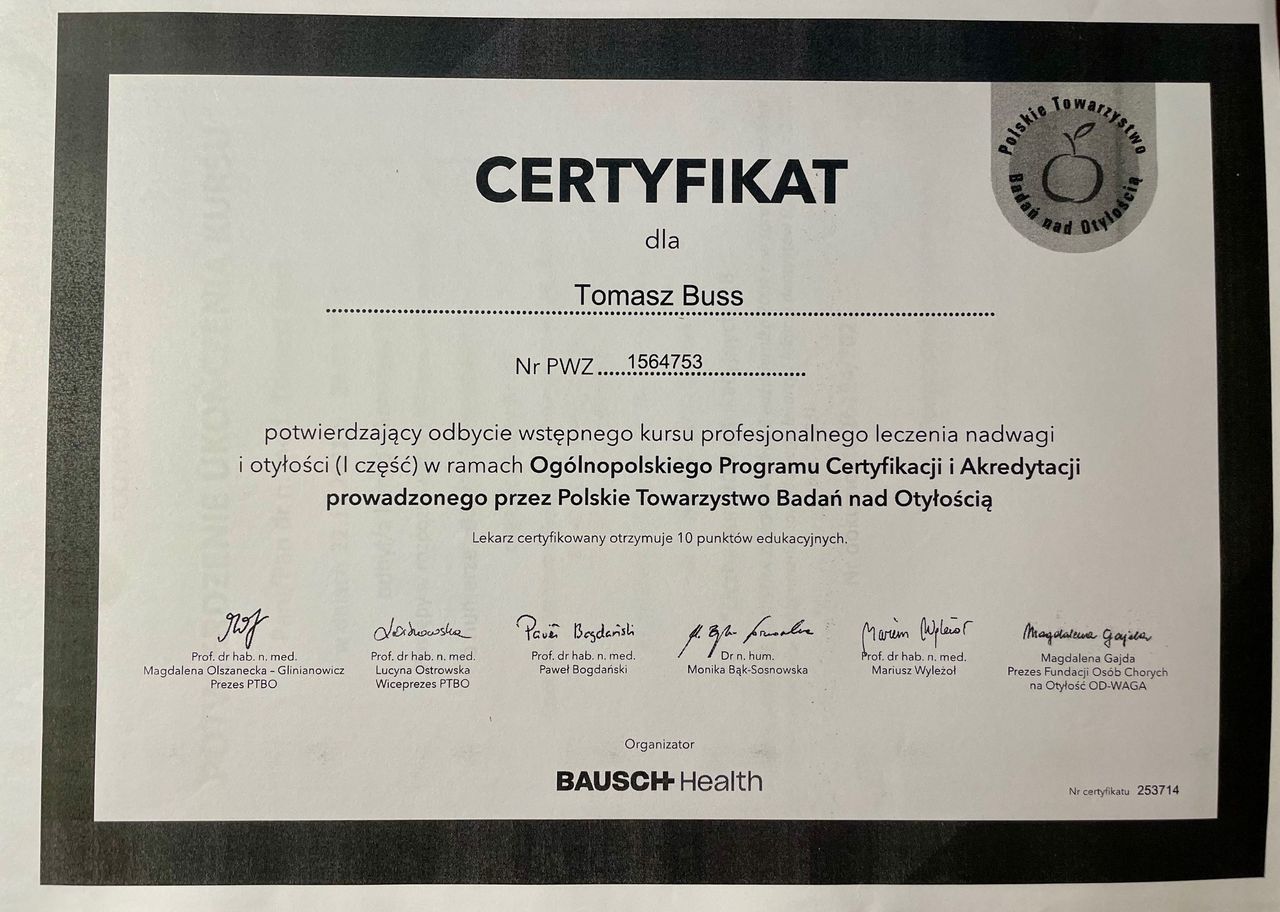 Polskie Towarzystwo
Badań nad Otyłością
CERTYFIKAT
dla
Tomasz Buss
Nr PWZ 1564753
potwierdzający odbycie wstępnego kursu profesjonalnego leczenia nadwagi
i otyłości (I część) w ramach Ogólnopolskiego Programu Certyfikacji i Akredytacji
prowadzonego przez Polskie Towarzystwo Badań nad Otyłością
Lekarz certyfikowany otrzymuje 10 punktów edukacyjnych.
Paweł Bogdański
Magdalena Gajda
Prof. dr hab. n. med.
Magdalena Olszanecka – Glinianowicz
Prezes PTBO
Prof. dr hab. n. med.
Lucyna Ostrowska
Wiceprezes PTBO
Prof. dr hab. n. med.
Paweł Bogdański
Dr n. hum.
Monika Bąk-Sosnowska
Prof. dr hab. n. med.
Mariusz Wyleżoł
Magdalena Gajda
Prezes Fundacji Osób Chorych
na Otyłość OD-WAGA
Organizator
BAUSCH Health
Nr certyfikatu 253714